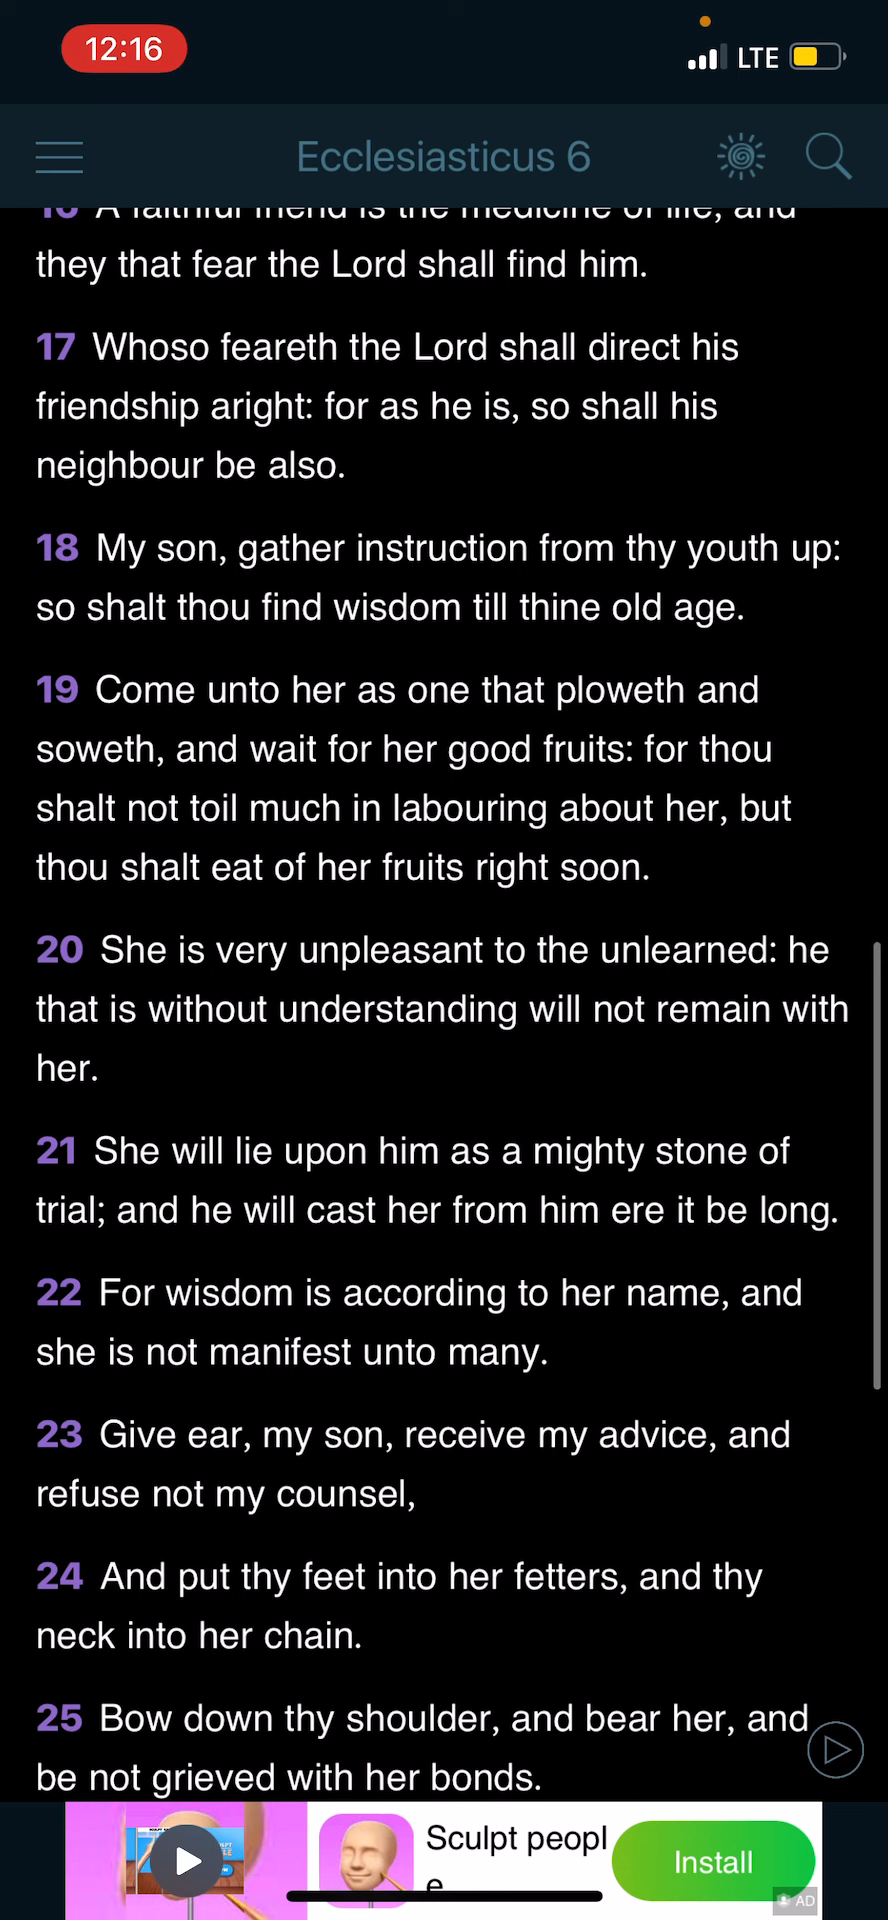 12:16
LTE
Ecclesiasticus 6
16 A faithful friend is the medicine of life, and
they that fear the Lord shall find him.
17 Whoso feareth the Lord shall direct his
friendship aright: for as he is, so shall his
neighbour be also.
18 My son, gather instruction from thy youth up:
so shalt thou find wisdom till thine old age.
19 Come unto her as one that ploweth and
soweth, and wait for her good fruits: for thou
shalt not toil much in labouring about her, but
thou shalt eat of her fruits right soon.
20 She is very unpleasant to the unlearned: he
that is without understanding will not remain with
her.
21 She will lie upon him as a mighty stone of
trial; and he will cast her from him ere it be long.
22 For wisdom is according to her name, and
she is not manifest unto many.
23 Give ear, my son, receive my advice, and
refuse not my counsel,
24 And put thy feet into her fetters, and thy
neck into her chain.
25 Bow down thy shoulder, and bear her, and
be not grieved with her bonds.
Sculpt peopl
e
Install
AD